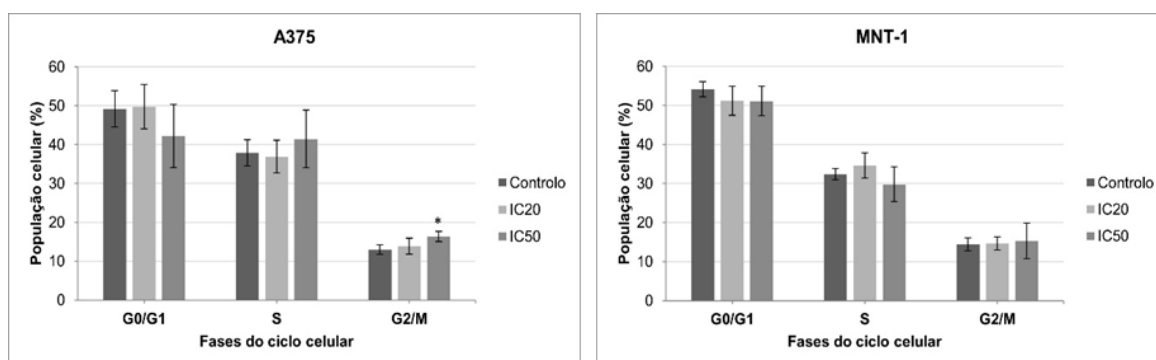 A375
População celular (%)
60
50
40
30
20
10
0
*
G0/G1
S
G2/M
Fases do ciclo celular
Controlo
IC20
IC50
MNT-1
População celular (%)
60
50
40
30
20
10
0
G0/G1
S
G2/M
Fases do ciclo celular
Controlo
IC20
IC50